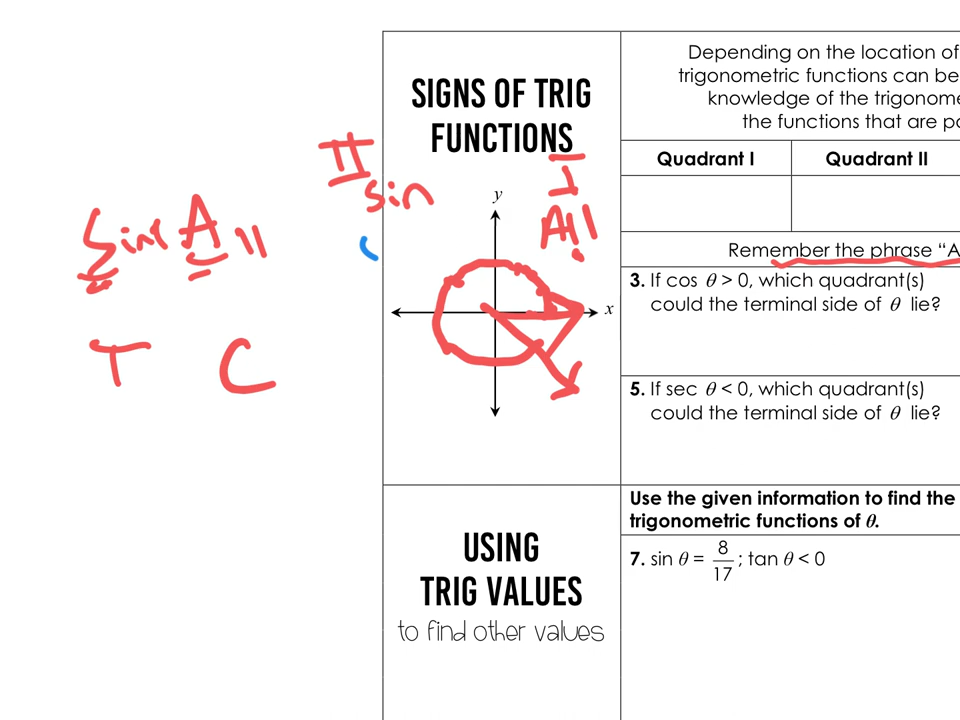 SIGNS OF TRIG
FUNCTIONS
Depending on the location of
trigonometric functions can be
knowledge of the trigonome
the functions that are po
Quadrant I
Quadrant II
Remember the phrase “A
II
sin
I
All
y
x
Sine All
T C
3. If cos θ > 0, which quadrant(s)
could the terminal side of θ lie?
5. If sec θ < 0, which quadrant(s)
could the terminal side of θ lie?
USING
TRIG VALUES
to find other values
Use the given information to find the
trigonometric functions of θ.
7. sin θ = 8/17; tan θ < 0